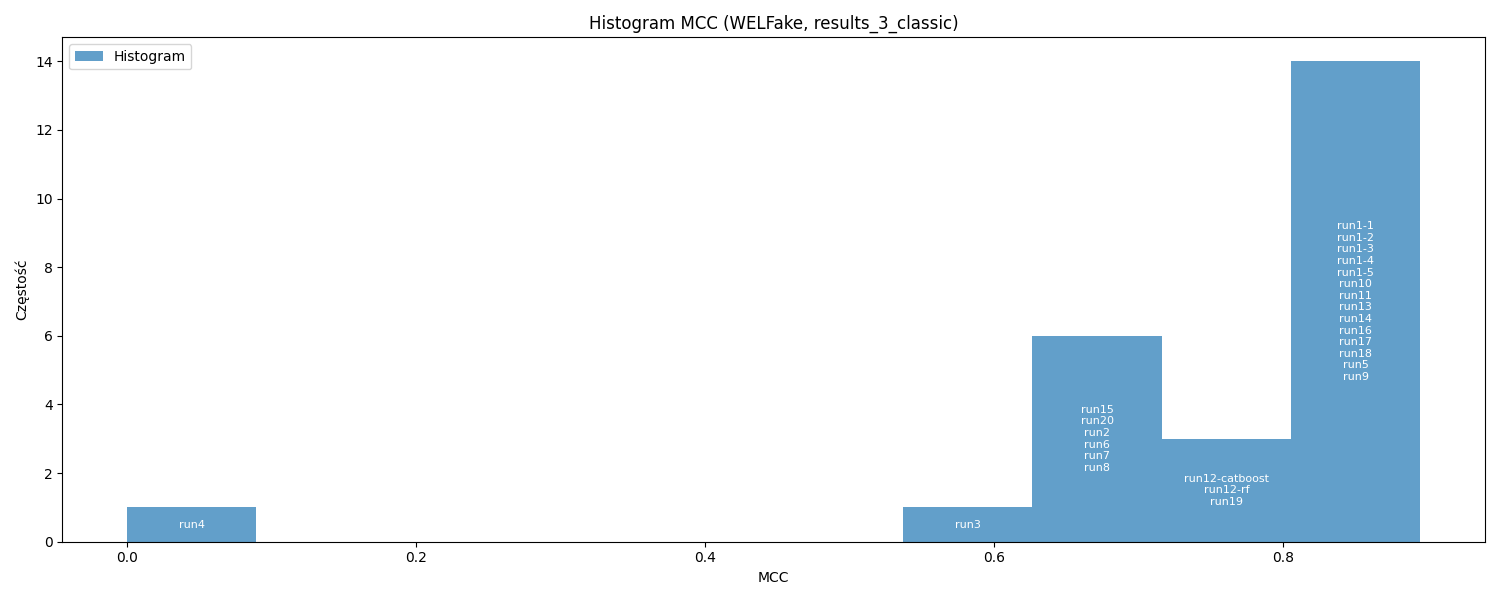 Histogram MCC (WELFake, results_3_classic)
Histogram
Częstość
14
12
10
8
6
4
2
0
run4
run3
run15
run20
run2
run6
run7
run8
run12-catboost
run12-rf
run19
run1-1
run1-2
run1-3
run1-4
run1-5
run10
run11
run13
run14
run16
run17
run18
run5
run9
0.0
0.2
0.4
0.6
0.8
MCC